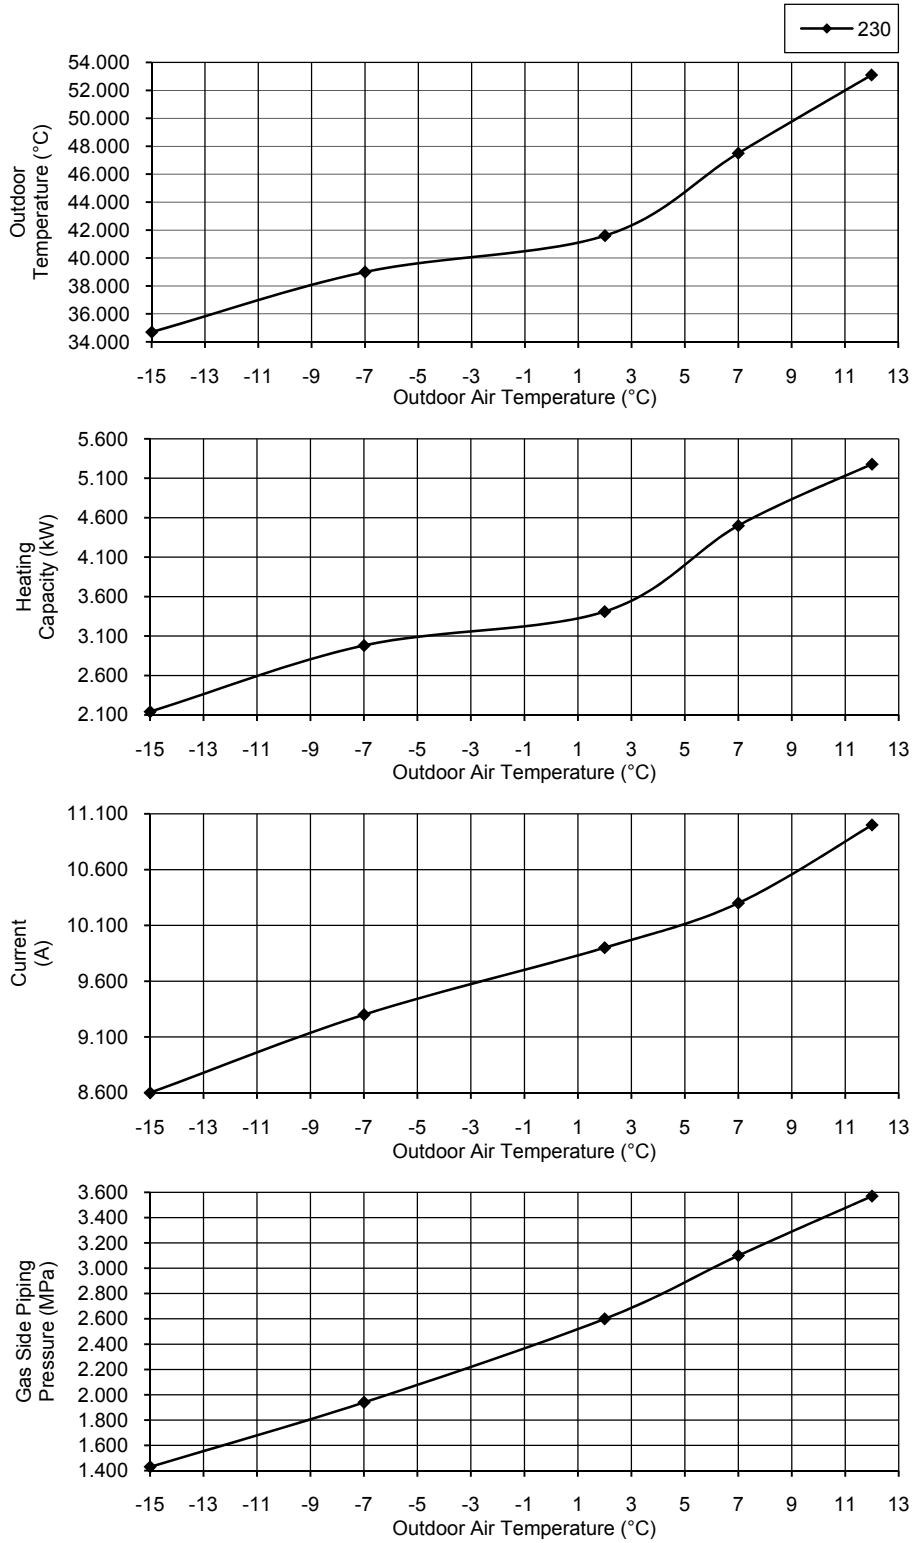 230
54.000
52.000
50.000
48.000
46.000
44.000
42.000
40.000
38.000
36.000
34.000
Outdoor
Temperature (°C)
-15 -13 -11 -9 -7 -5 -3 -1 1 3 5 7 9 11 13
Outdoor Air Temperature (°C)
5.600
5.100
4.600
4.100
3.600
3.100
2.600
2.100
Heating
Capacity (kW)
-15 -13 -11 -9 -7 -5 -3 -1 1 3 5 7 9 11 13
Outdoor Air Temperature (°C)
11.100
10.600
10.100
9.600
9.100
8.600
Current
(A)
-15 -13 -11 -9 -7 -5 -3 -1 1 3 5 7 9 11 13
Outdoor Air Temperature (°C)
3.600
3.400
3.200
3.000
2.800
2.600
2.400
2.200
2.000
1.800
1.600
1.400
Gas Side Piping
Pressure (MPa)
-15 -13 -11 -9 -7 -5 -3 -1 1 3 5 7 9 11 13
Outdoor Air Temperature (°C)